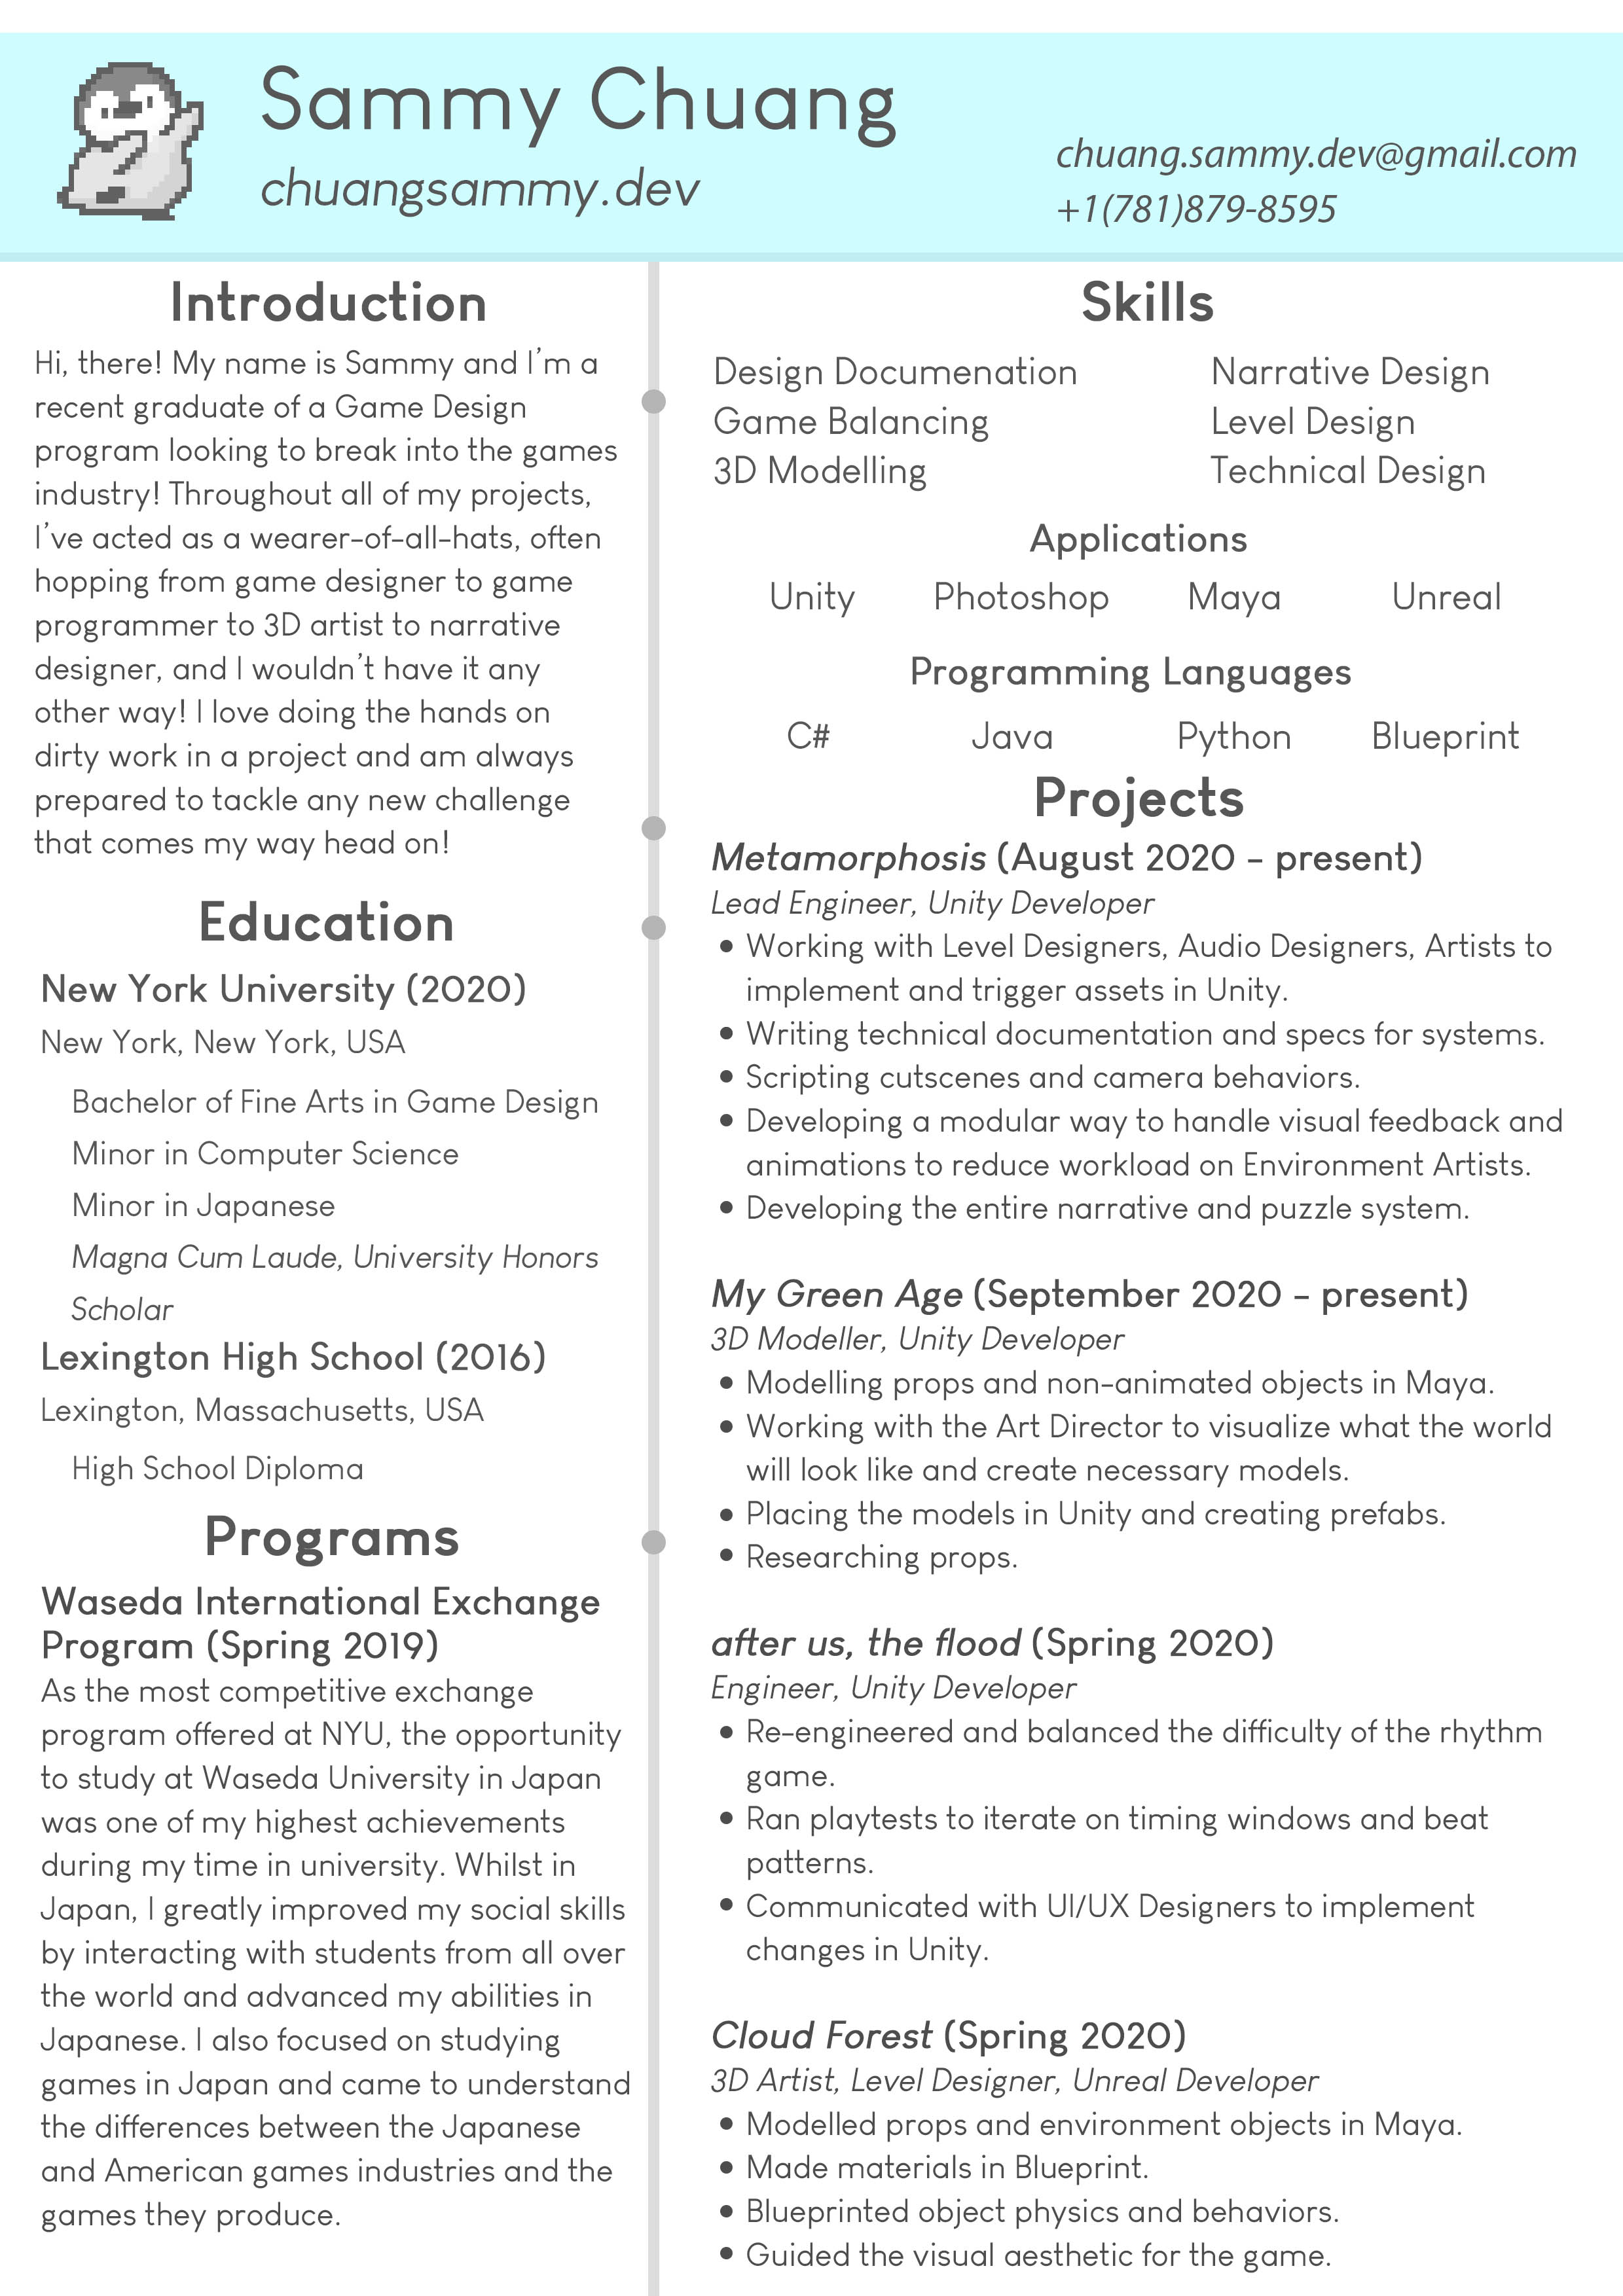 Sammy Chuang
chuangsammy.dev
chuang.sammy.dev@gmail.com
+1(781)879-8595
Introduction
Hi, there! My name is Sammy and I'm a
recent graduate of a Game Design
program looking to break into the games
industry! Throughout all of my projects,
I've acted as a wearer-of-all-hats, often
hopping from game designer to game
programmer to 3D artist to narrative
designer, and I wouldn't have it any
other way! I love doing the hands on
dirty work in a project and am always
prepared to tackle any new challenge
that comes my way head on!
Education
New York University (2020)
New York, New York, USA
Bachelor of Fine Arts in Game Design
Minor in Computer Science
Minor in Japanese
Magna Cum Laude, University Honors
Scholar
Lexington High School (2016)
Lexington, Massachusetts, USA
High School Diploma
Programs
Waseda International Exchange
Program (Spring 2019)
As the most competitive exchange
program offered at NYU, the opportunity
to study at Waseda University in Japan
was one of my highest achievements
during my time in university. Whilst in
Japan, I greatly improved my social skills
by interacting with students from all over
the world and advanced my abilities in
Japanese. I also focused on studying
games in Japan and came to understand
the differences between the Japanese
and American games industries and the
games they produce.
Skills
Design Documenation Narrative Design
Game Balancing Level Design
3D Modelling Technical Design
Applications
Unity Photoshop Maya Unreal
Programming Languages
C# Java Python Blueprint
Projects
Metamorphosis (August 2020 - present)
Lead Engineer, Unity Developer
• Working with Level Designers, Audio Designers, Artists to
implement and trigger assets in Unity.
• Writing technical documentation and specs for systems.
• Scripting cutscenes and camera behaviors.
• Developing a modular way to handle visual feedback and
animations to reduce workload on Environment Artists.
• Developing the entire narrative and puzzle system.
My Green Age (September 2020 - present)
3D Modeller, Unity Developer
• Modelling props and non-animated objects in Maya.
• Working with the Art Director to visualize what the world
will look like and create necessary models.
• Placing the models in Unity and creating prefabs.
• Researching props.
after us, the flood (Spring 2020)
Engineer, Unity Developer
• Re-engineered and balanced the difficulty of the rhythm
game.
• Ran playtests to iterate on timing windows and beat
patterns.
• Communicated with UI/UX Designers to implement
changes in Unity.
Cloud Forest (Spring 2020)
3D Artist, Level Designer, Unreal Developer
• Modelled props and environment objects in Maya.
• Made materials in Blueprint.
• Blueprinted object physics and behaviors.
• Guided the visual aesthetic for the game.